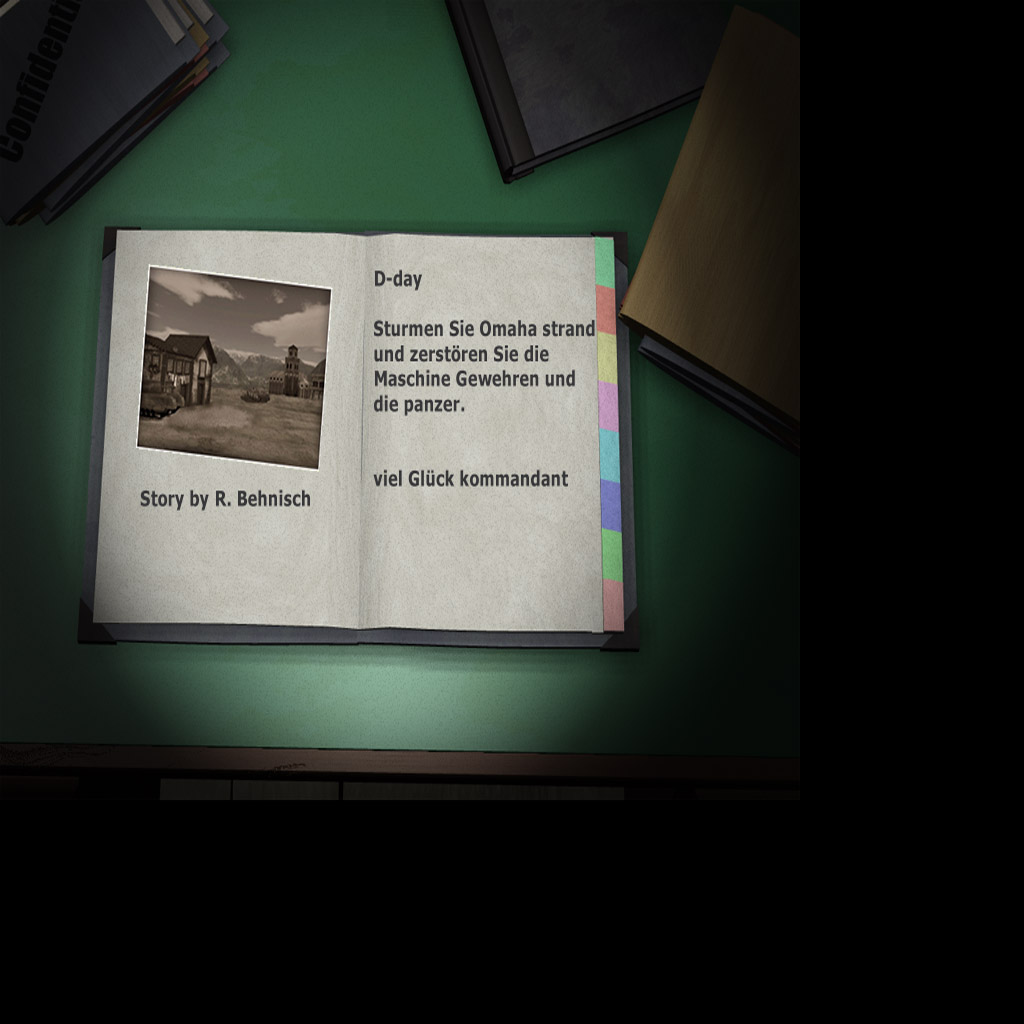 Confidenti
D-day
Sturmen Sie Omaha strand
und zerstören Sie die
Maschine Gewehren und
die panzer.
viel Glück kommandant
Story by R. Behnisch